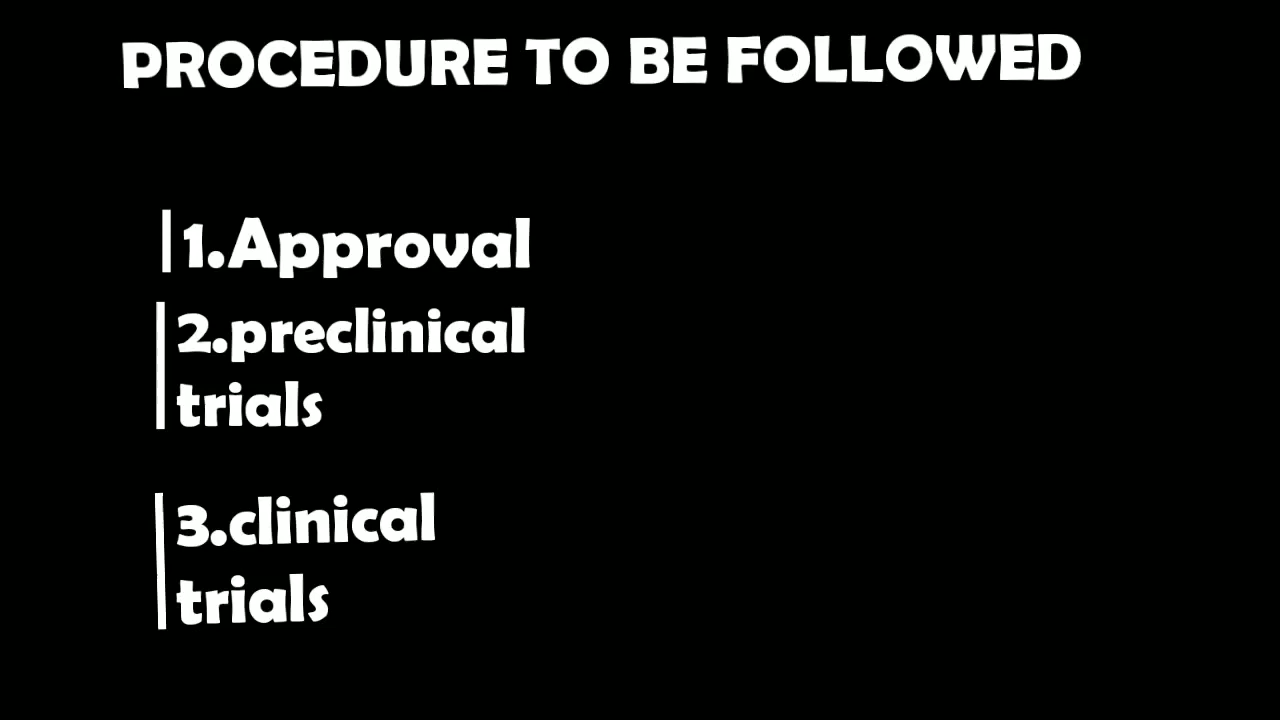 PROCEDURE TO BE FOLLOWED
1.Approval
2.preclinical
trials
3.clinical
trials